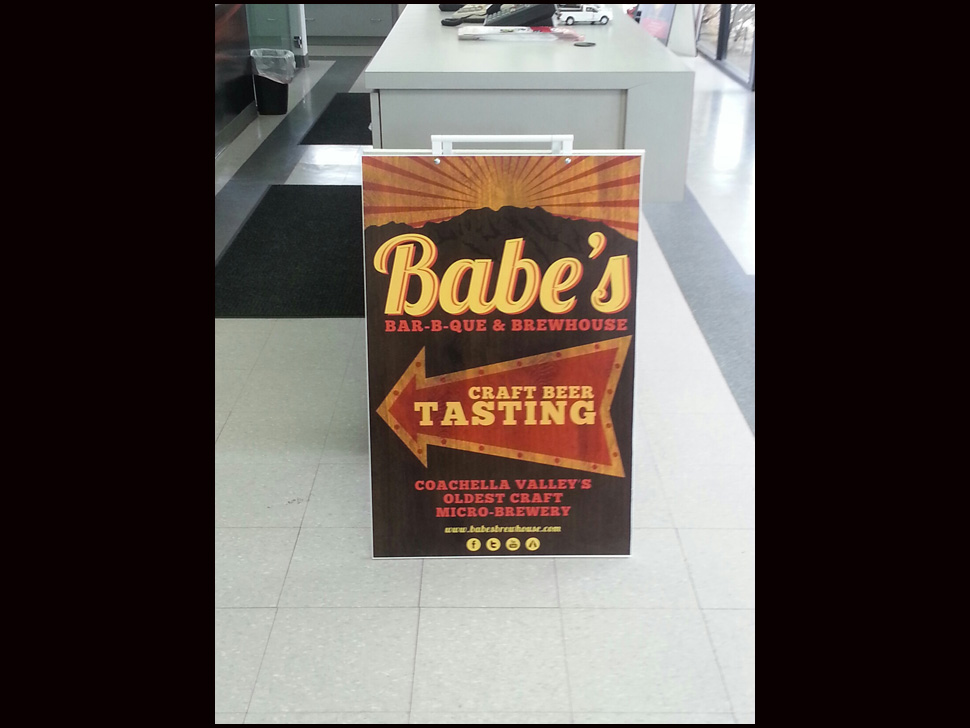 Babe's
BAR-B-QUE & BREWHOUSE
CRAFT BEER
TASTING
COACHELLA VALLEY'S
OLDEST CRAFT
MICRO-BREWERY
www.babesbrewhouse.com